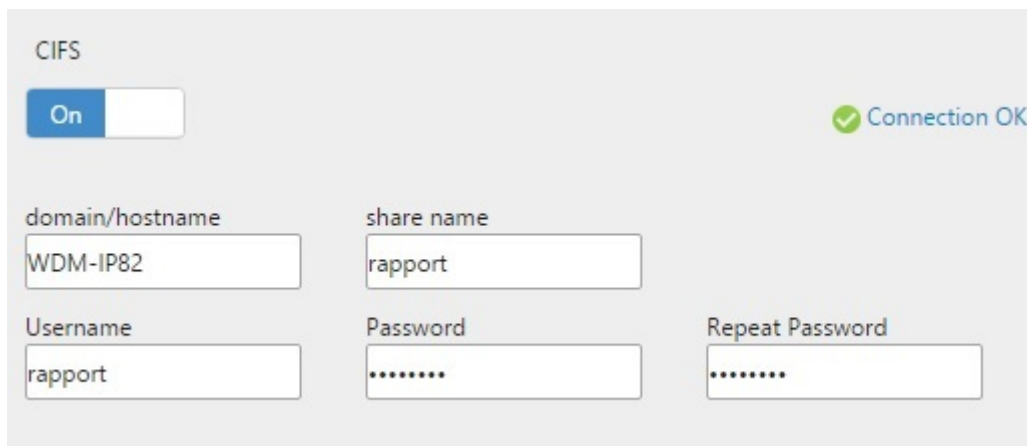 CIFS
On
Connection OK
domain/hostname share name
WDM-IP82 rapport
Username Password Repeat Password
rapport •••••••• ••••••••